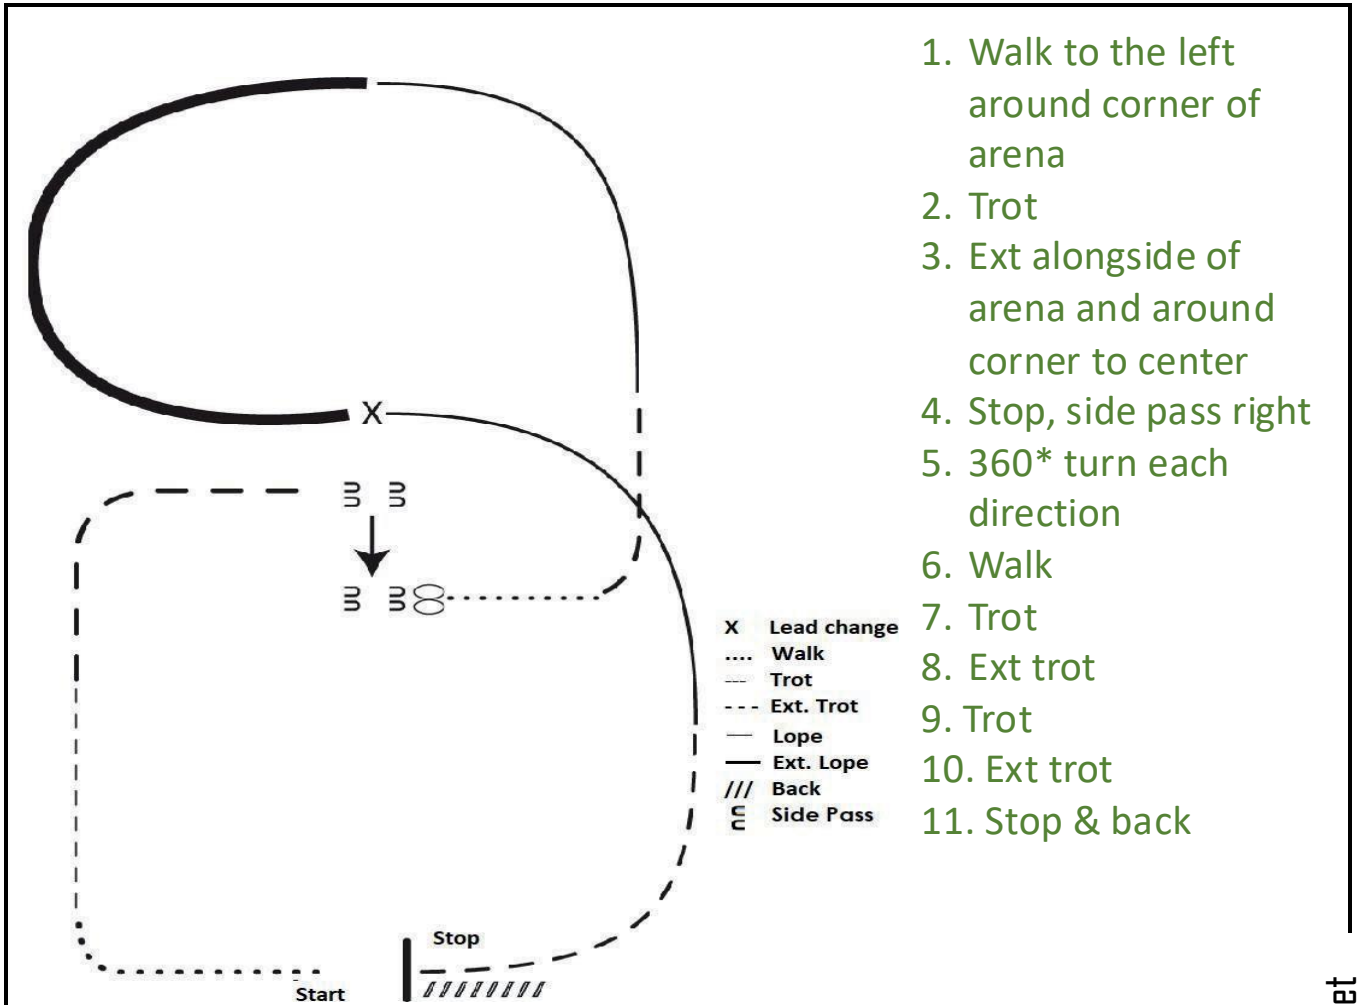 1. Walk to the left
around corner of
arena
2. Trot
3. Ext alongside of
arena and around
corner to center
4. Stop, side pass right
5. 360* turn each
direction
6. Walk
7. Trot
8. Ext trot
9. Trot
10. Ext trot
11. Stop & back
X
X Lead change
.... Walk
--- Trot
- - - Ext. Trot
— Lope
— Ext. Lope
/// Back
Side Pass
Stop
Start
et